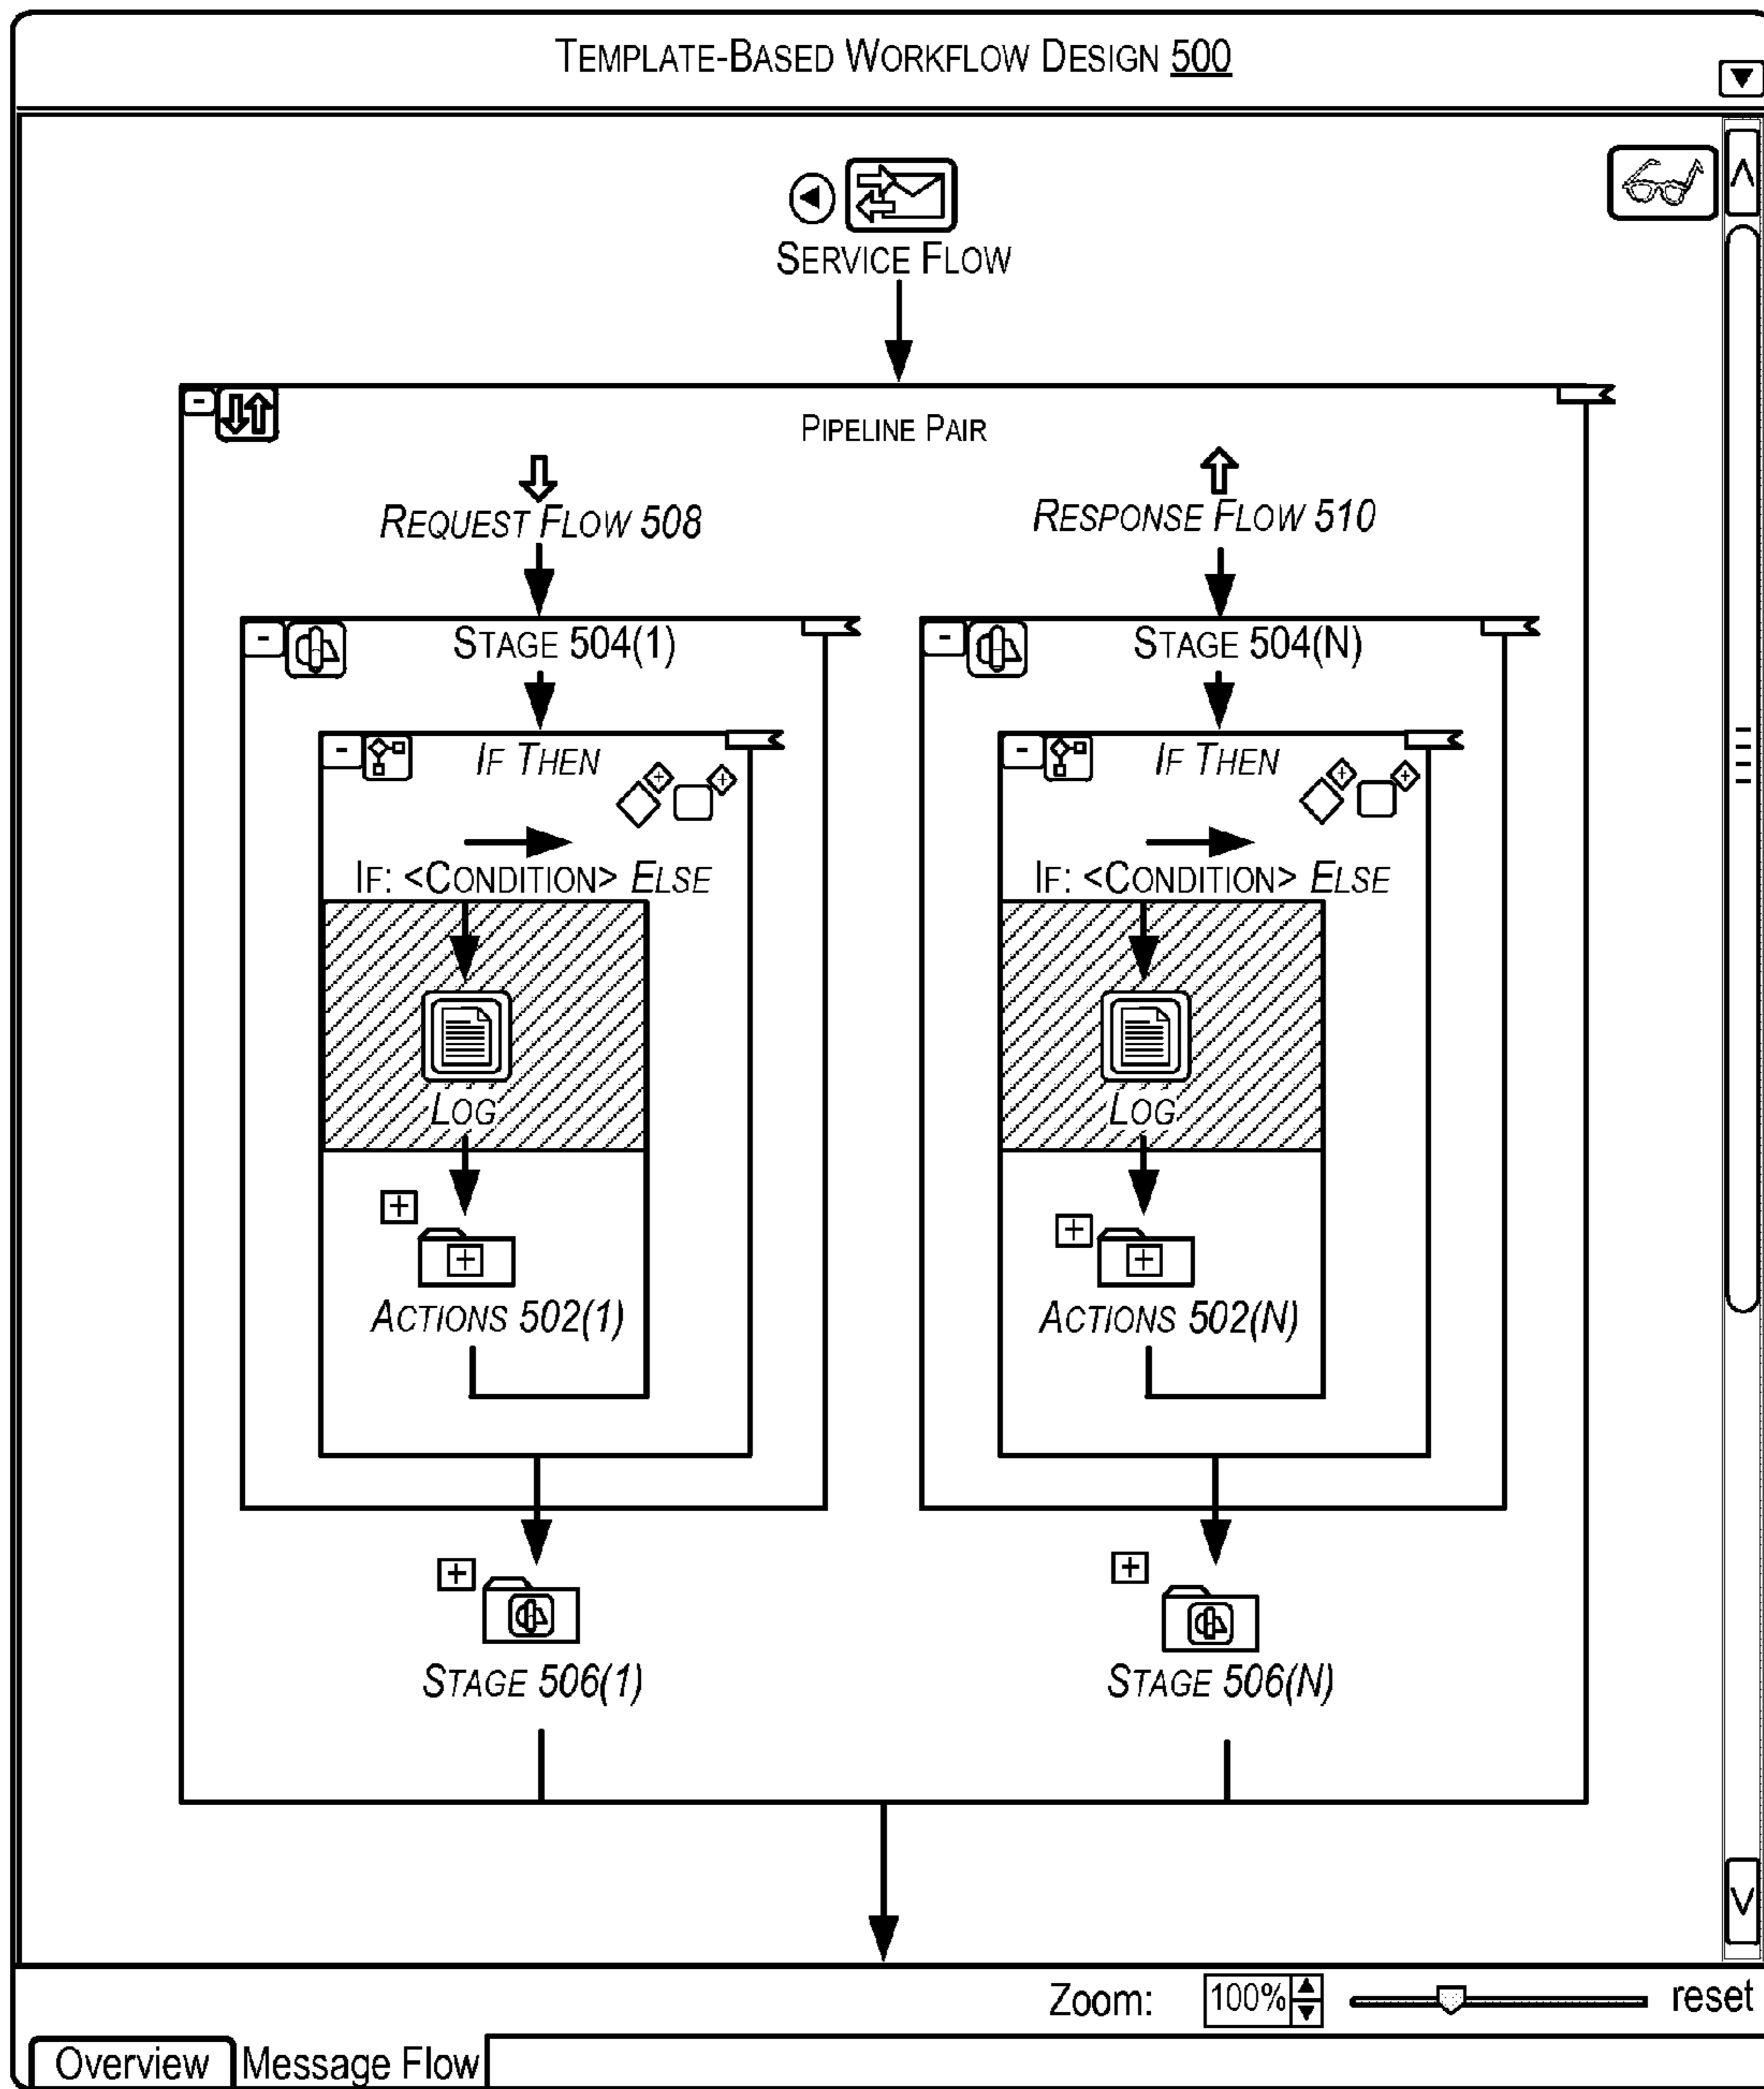 TEMPLATE-BASED WORKFLOW DESIGN 500
SERVICE FLOW
PIPELINE PAIR
REQUEST FLOW 508
RESPONSE FLOW 510
STAGE 504(1)
STAGE 504(N)
IF THEN
IF THEN
IF: <CONDITION> ELSE
IF: <CONDITION> ELSE
LOG
LOG
ACTIONS 502(1)
ACTIONS 502(N)
STAGE 506(1)
STAGE 506(N)
Zoom: 100% reset
Overview Message Flow